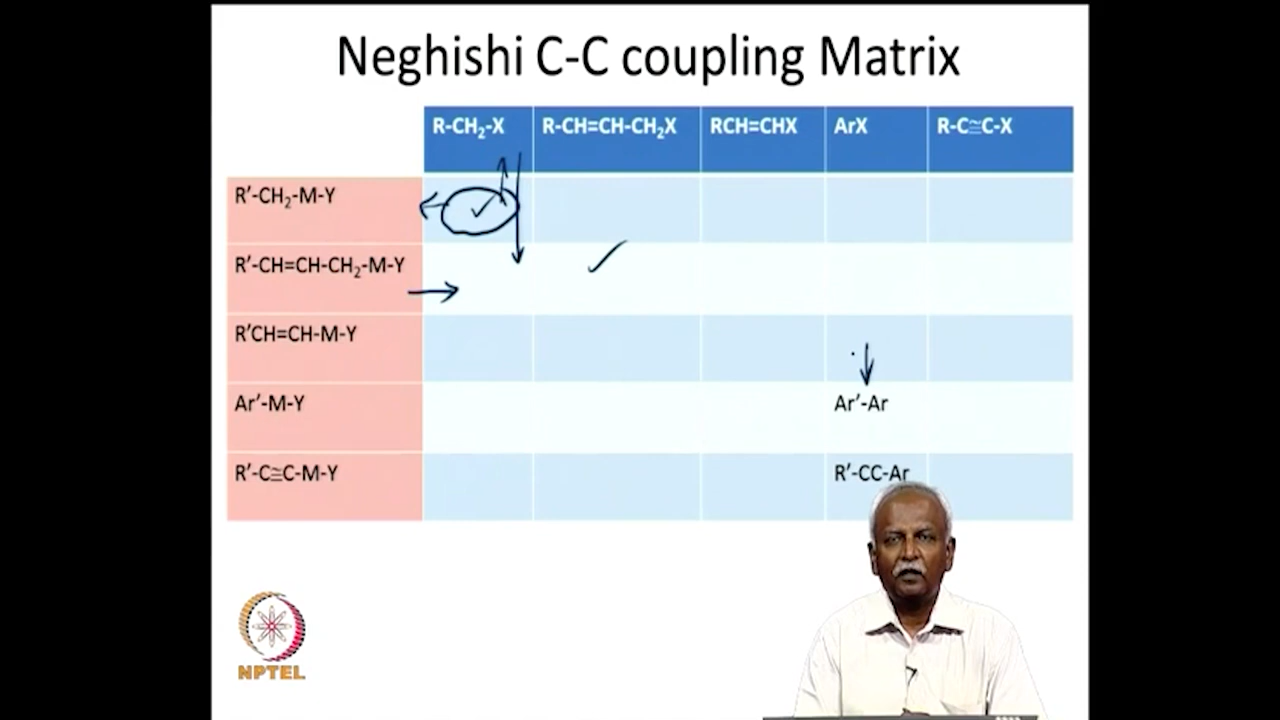 Neghishi C-C coupling Matrix
R-CH₂-X R-CH=CH-CH₂X RCH=CHX ArX R-C≡C-X
R′-CH₂-M-Y
R′-CH=CH-CH₂-M-Y
R′CH=CH-M-Y
Ar′-M-Y Ar′-Ar
R′-C≡C-M-Y R′-CC-Ar
NPTEL